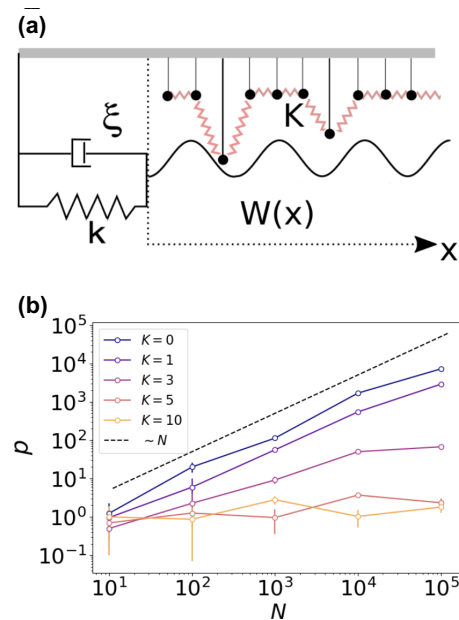 (a)
ξ
K
k
W(x)
x
(b)
10^5
10^4
10^3
10^2
10^1
10^0
10^-1
p
K = 0
K = 1
K = 3
K = 5
K = 10
~ N
10^1 10^2 10^3 10^4 10^5
N